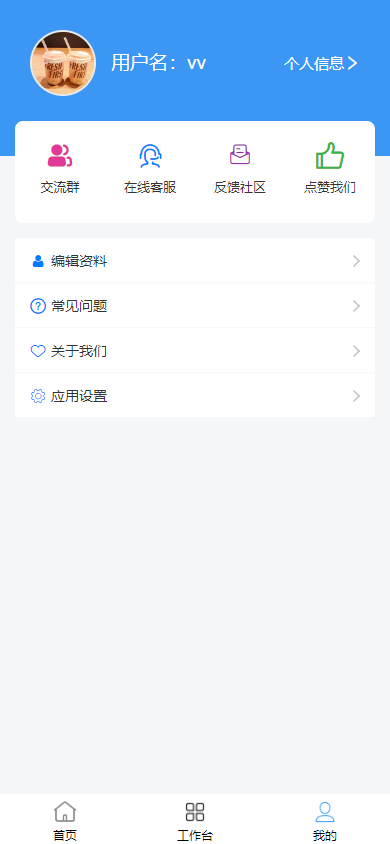 用户名：vv
个人信息
交流群 在线客服 反馈社区 点赞我们
编辑资料
常见问题
关于我们
应用设置
首页 工作台 我的